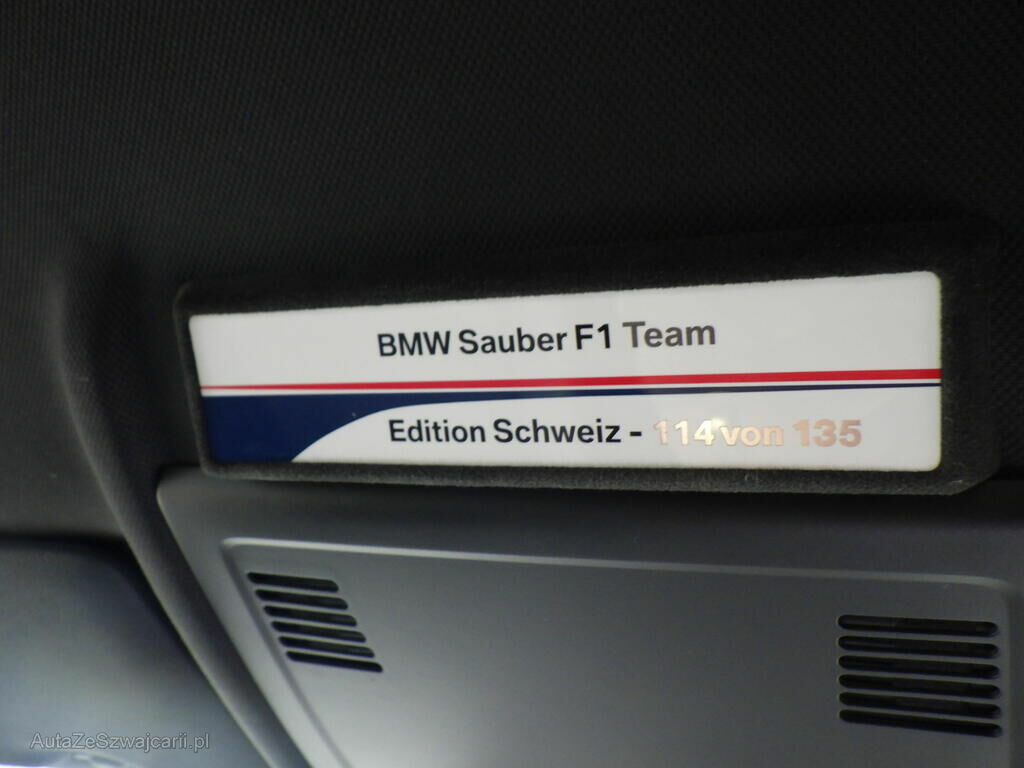 BMW Sauber F1 Team
Edition Schweiz - 114 von 135
AutaZeSzwajcarii.pl